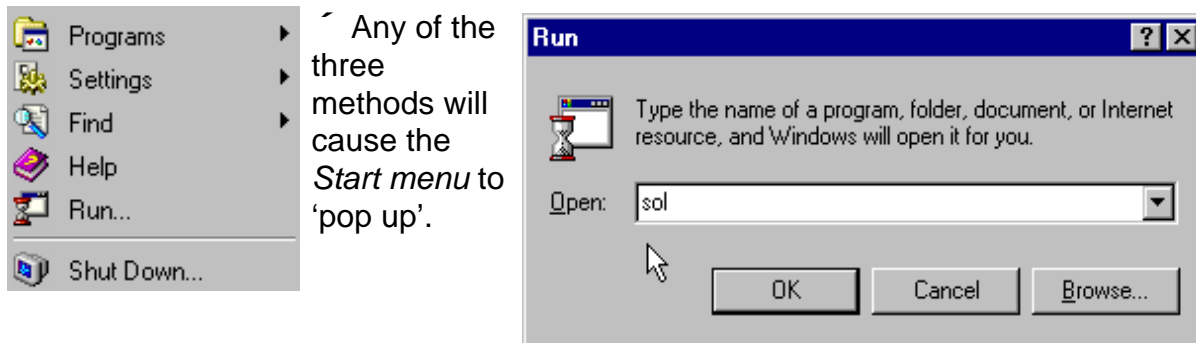 Programs
Settings
Find
Help
Run...
Shut Down...
Any of the
three
methods will
cause the
Start menu to
‘pop up’.
Run
Type the name of a program, folder, document, or Internet
resource, and Windows will open it for you.
Open: sol
OK Cancel Browse...